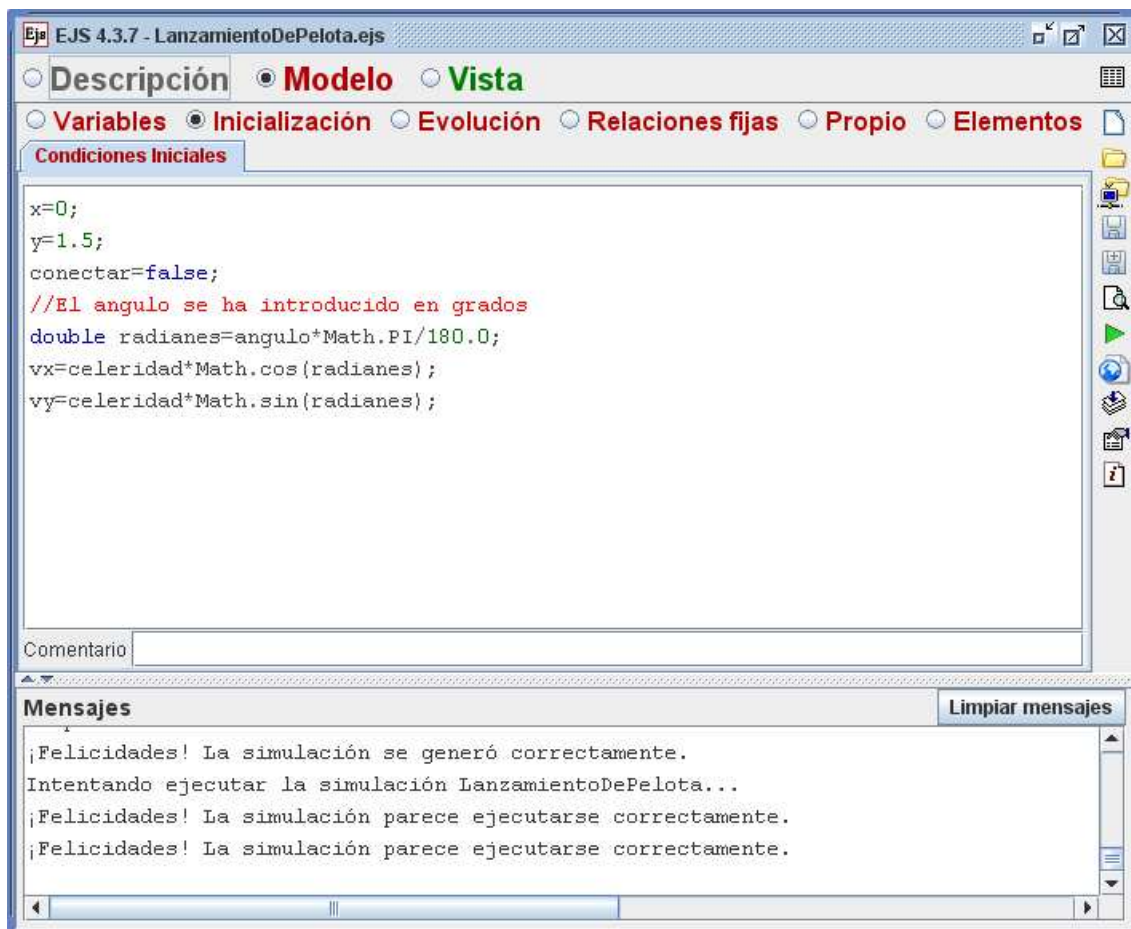 Ejs EJS 4.3.7 - LanzamientoDePelota.ejs
Descripción Modelo Vista
Variables Inicialización Evolución Relaciones fijas Propio Elementos
Condiciones Iniciales
x=0;
y=1.5;
conectar=false;
//El angulo se ha introducido en grados
double radianes=angulo*Math.PI/180.0;
vx=celeridad*Math.cos(radianes);
vy=celeridad*Math.sin(radianes);
Comentario
Mensajes Limpiar mensajes
¡Felicidades! La simulación se generó correctamente.
Intentando ejecutar la simulación LanzamientoDePelota...
¡Felicidades! La simulación parece ejecutarse correctamente.
¡Felicidades! La simulación parece ejecutarse correctamente.